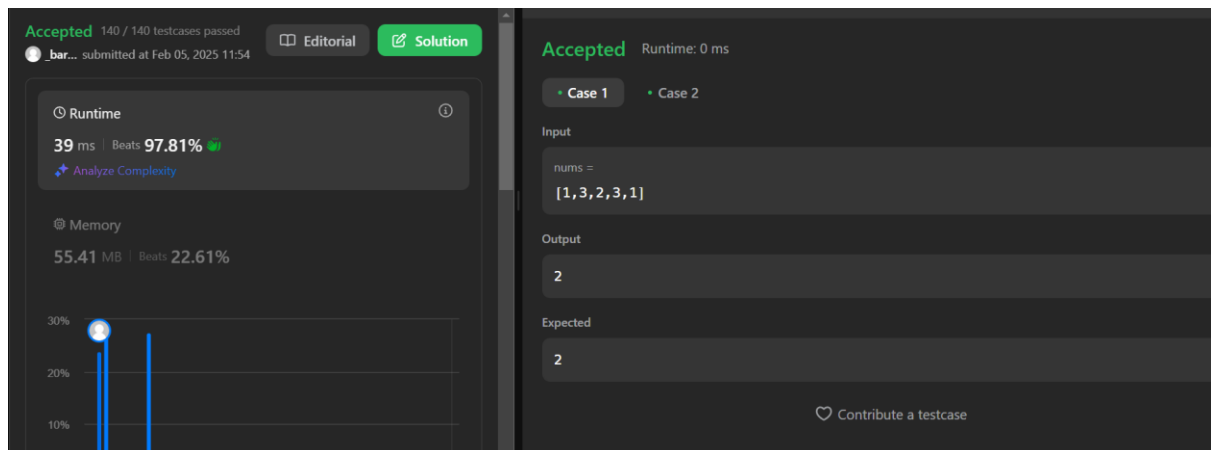 Accepted 140 / 140 testcases passed
_bar... submitted at Feb 05, 2025 11:54
Editorial
Solution
Runtime
39 ms | Beats 97.81%
Analyze Complexity
Memory
55.41 MB | Beats 22.61%
30%
20%
10%
Accepted Runtime: 0 ms
• Case 1 • Case 2
Input
nums =
[1,3,2,3,1]
Output
2
Expected
2
Contribute a testcase